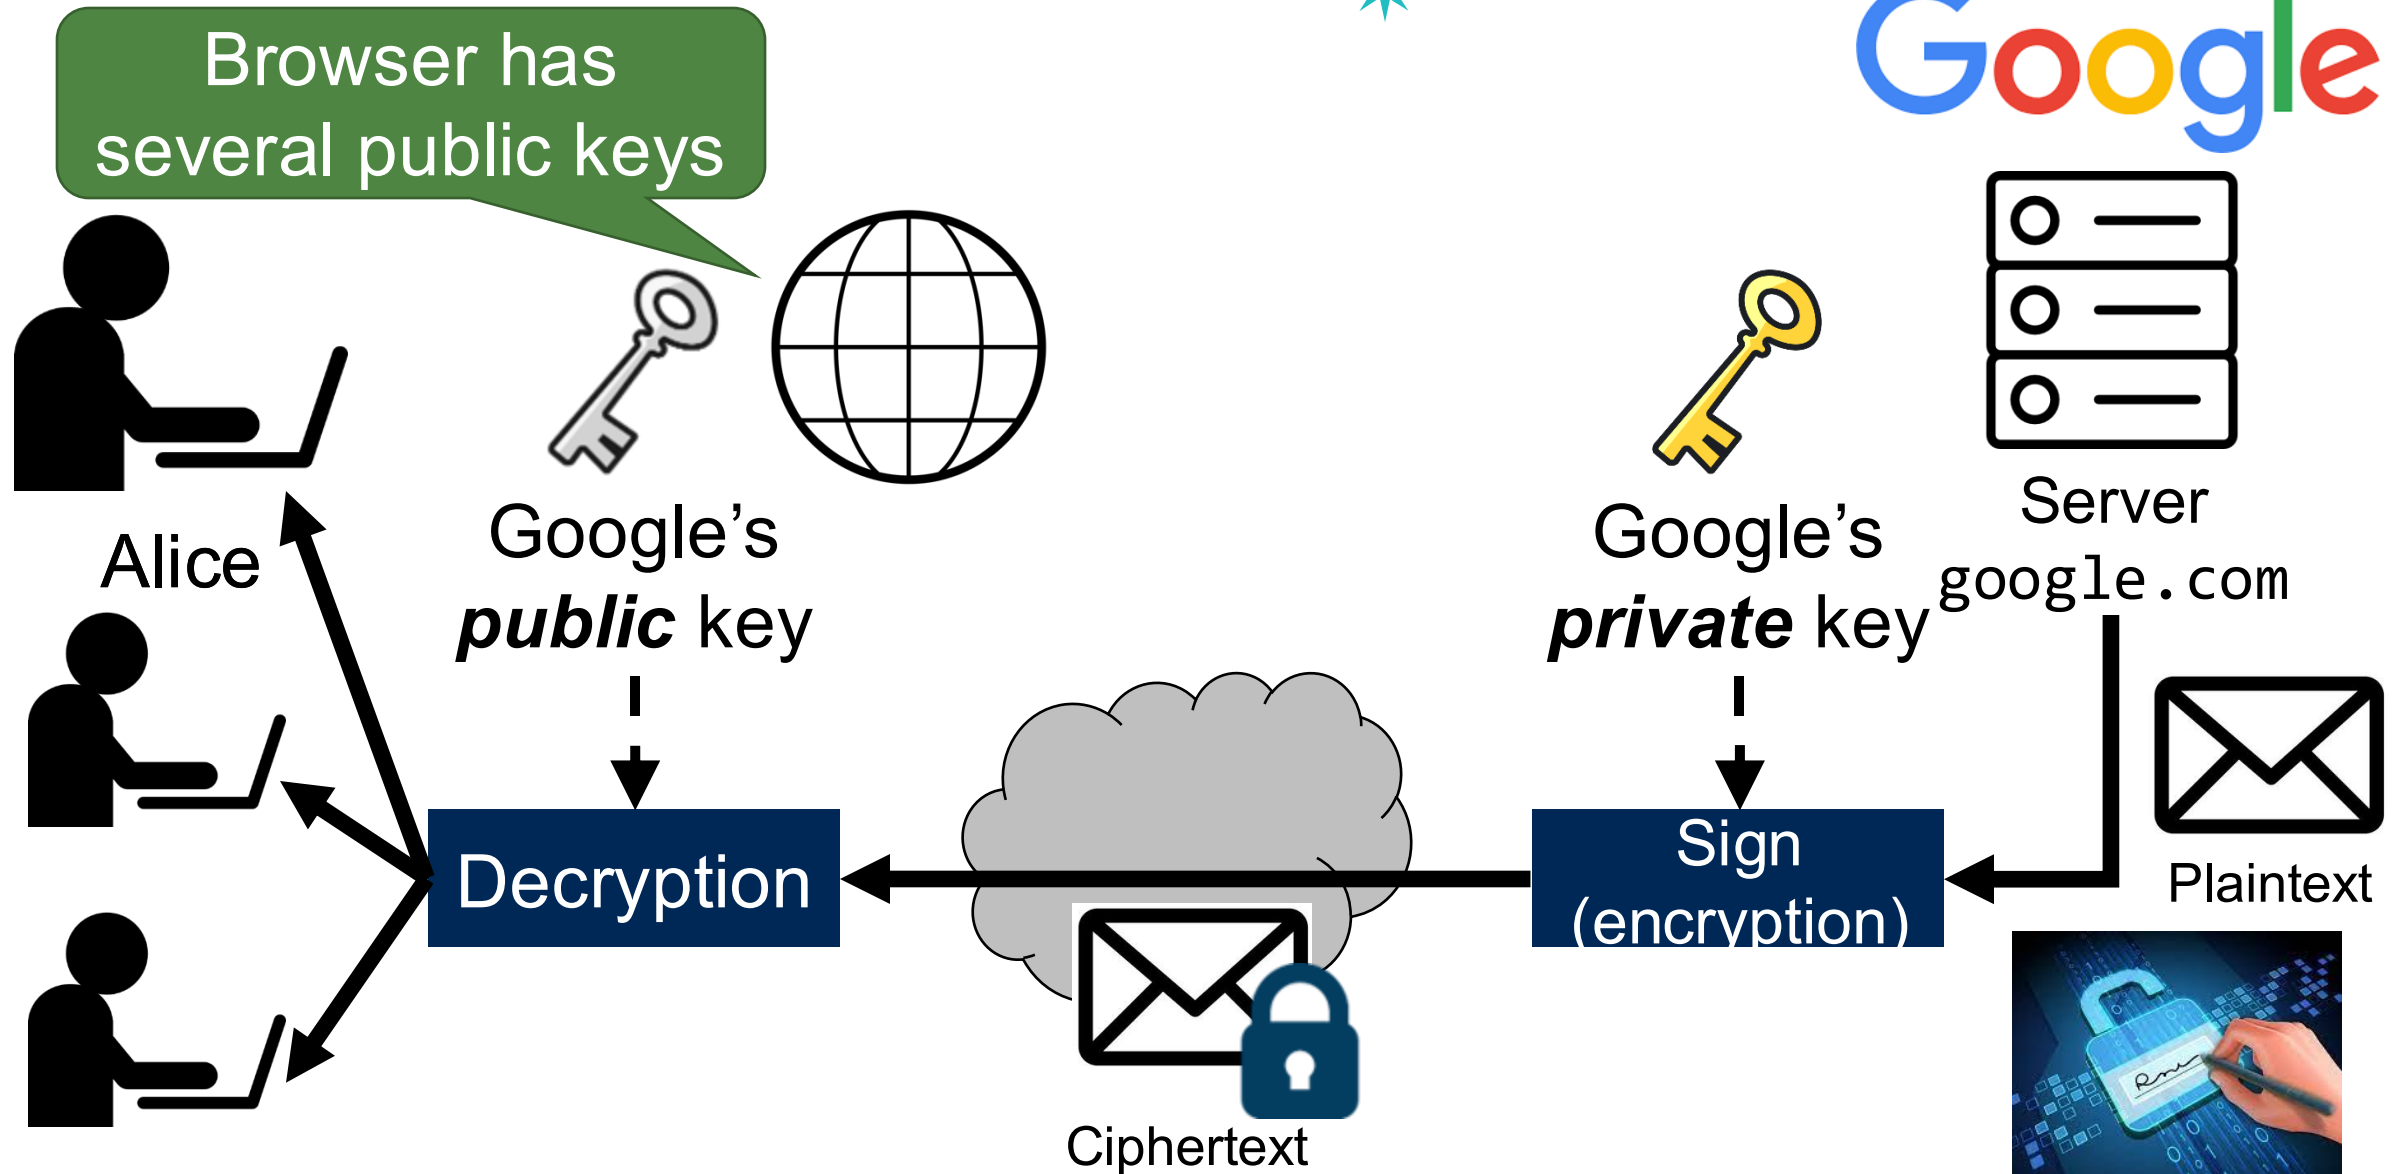 Google
Browser has
several public keys
Alice
Google’s
public key
Google’s
private key
Server
google.com
Plaintext
Decryption
Sign
(encryption)
Ciphertext